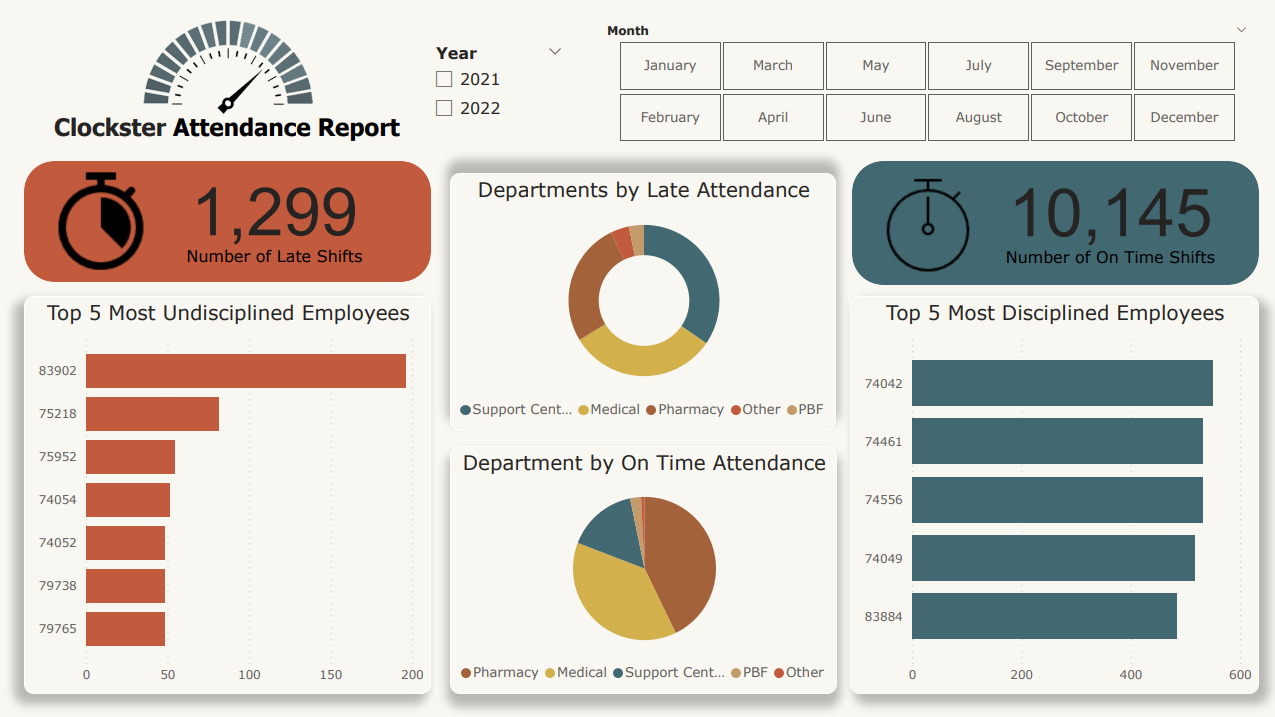 Clockster Attendance Report
Year
2021
2022
Month
January
March
May
July
September
November
February
April
June
August
October
December
1,299
Number of Late Shifts
Departments by Late Attendance
Support Cent...
Medical
Pharmacy
Other
PBF
10,145
Number of On Time Shifts
Top 5 Most Undisciplined Employees
83902
75218
75952
74054
74052
79738
79765
0
50
100
150
200
Department by On Time Attendance
Pharmacy
Medical
Support Cent...
PBF
Other
Top 5 Most Disciplined Employees
74042
74461
74556
74049
83884
0
200
400
600